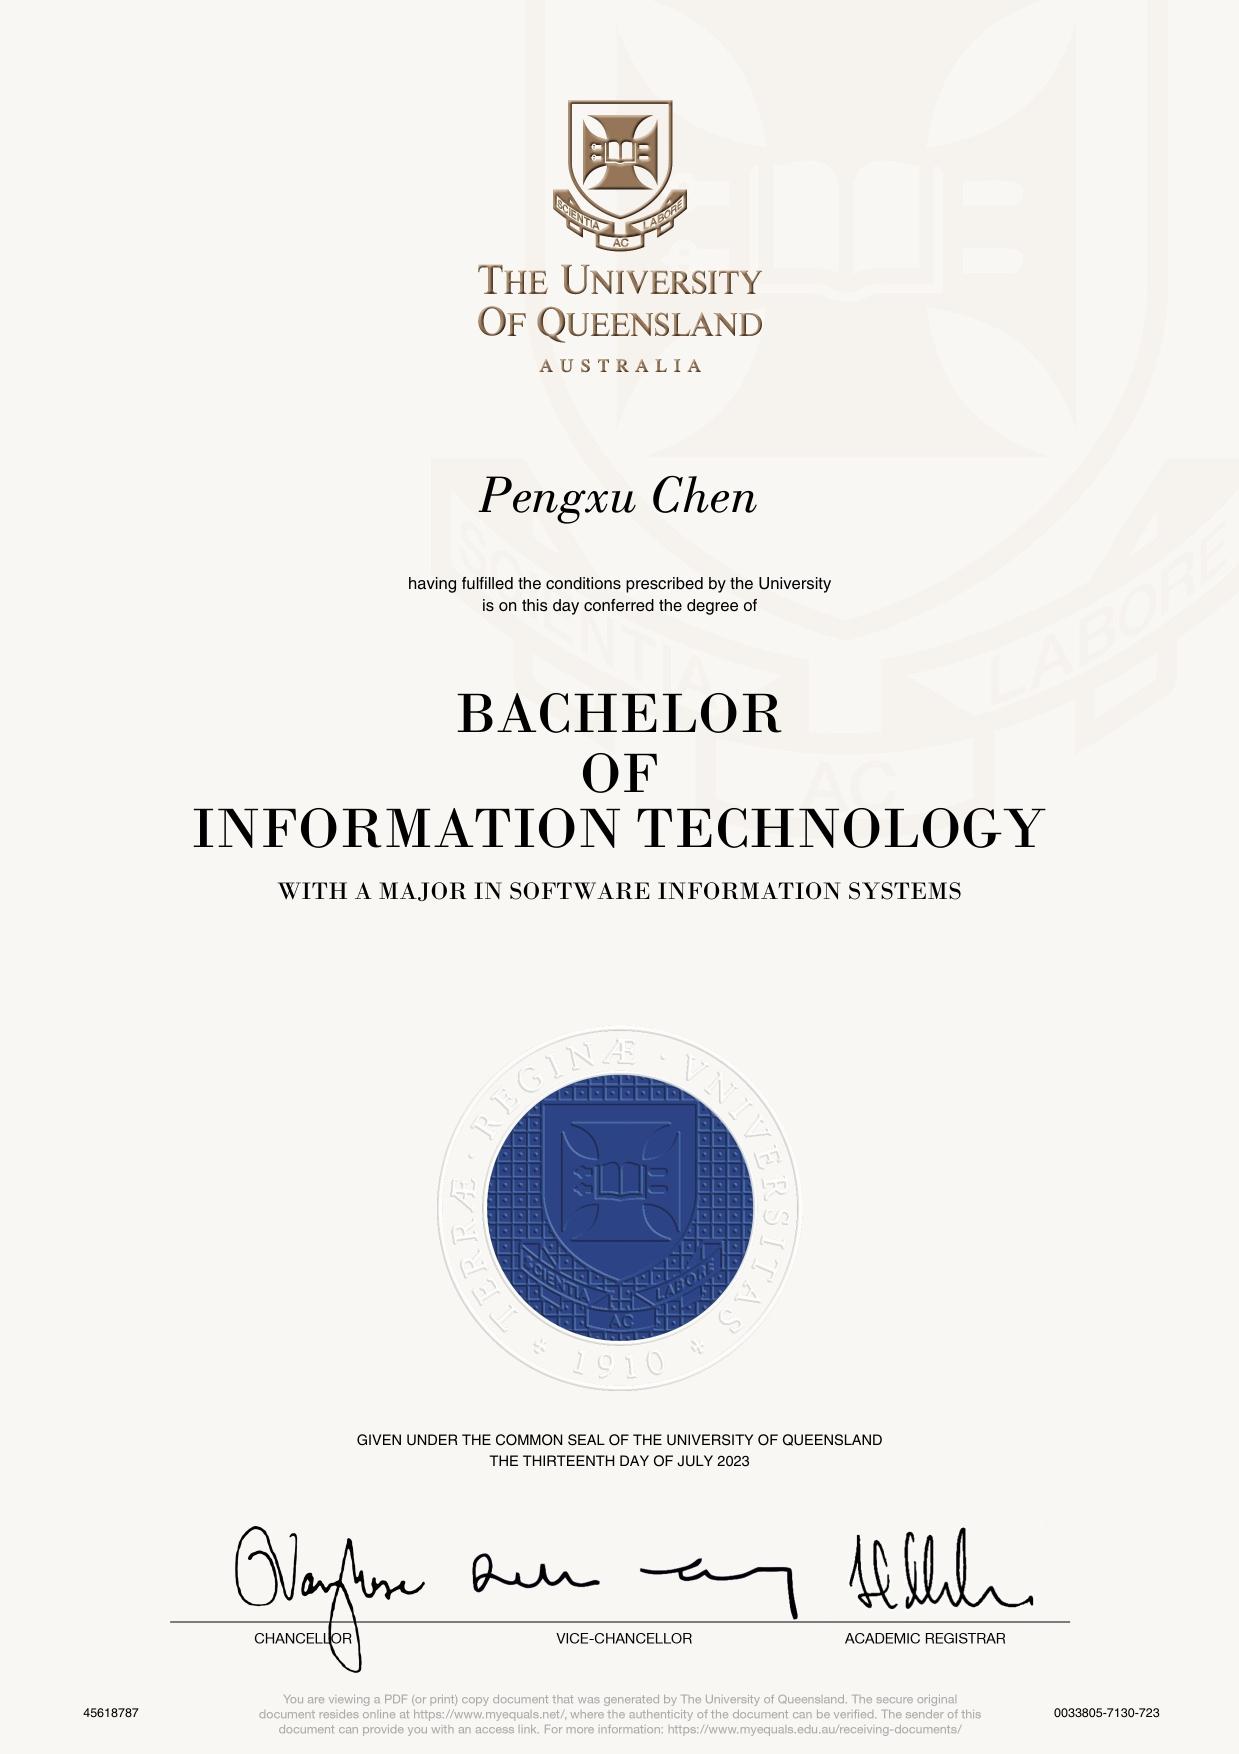 SCIENTIA AC LABORE
THE UNIVERSITY
OF QUEENSLAND
AUSTRALIA
Pengxu Chen
having fulfilled the conditions prescribed by the University
is on this day conferred the degree of
BACHELOR
OF
INFORMATION TECHNOLOGY
WITH A MAJOR IN SOFTWARE INFORMATION SYSTEMS
SCIENTIA AC LABORE
TERRÆ · REGINÆ · VNIVERSITAS
SCIENTIA AC LABORE
1910
GIVEN UNDER THE COMMON SEAL OF THE UNIVERSITY OF QUEENSLAND
THE THIRTEENTH DAY OF JULY 2023
CHANCELLOR VICE-CHANCELLOR ACADEMIC REGISTRAR
You are viewing a PDF (or print) copy document that was generated by The University of Queensland. The secure original
document resides online at https://www.myequals.net/, where the authenticity of the document can be verified. The sender of this
document can provide you with an access link. For more information: https://www.myequals.edu.au/receiving-documents/
45618787
0033805-7130-723